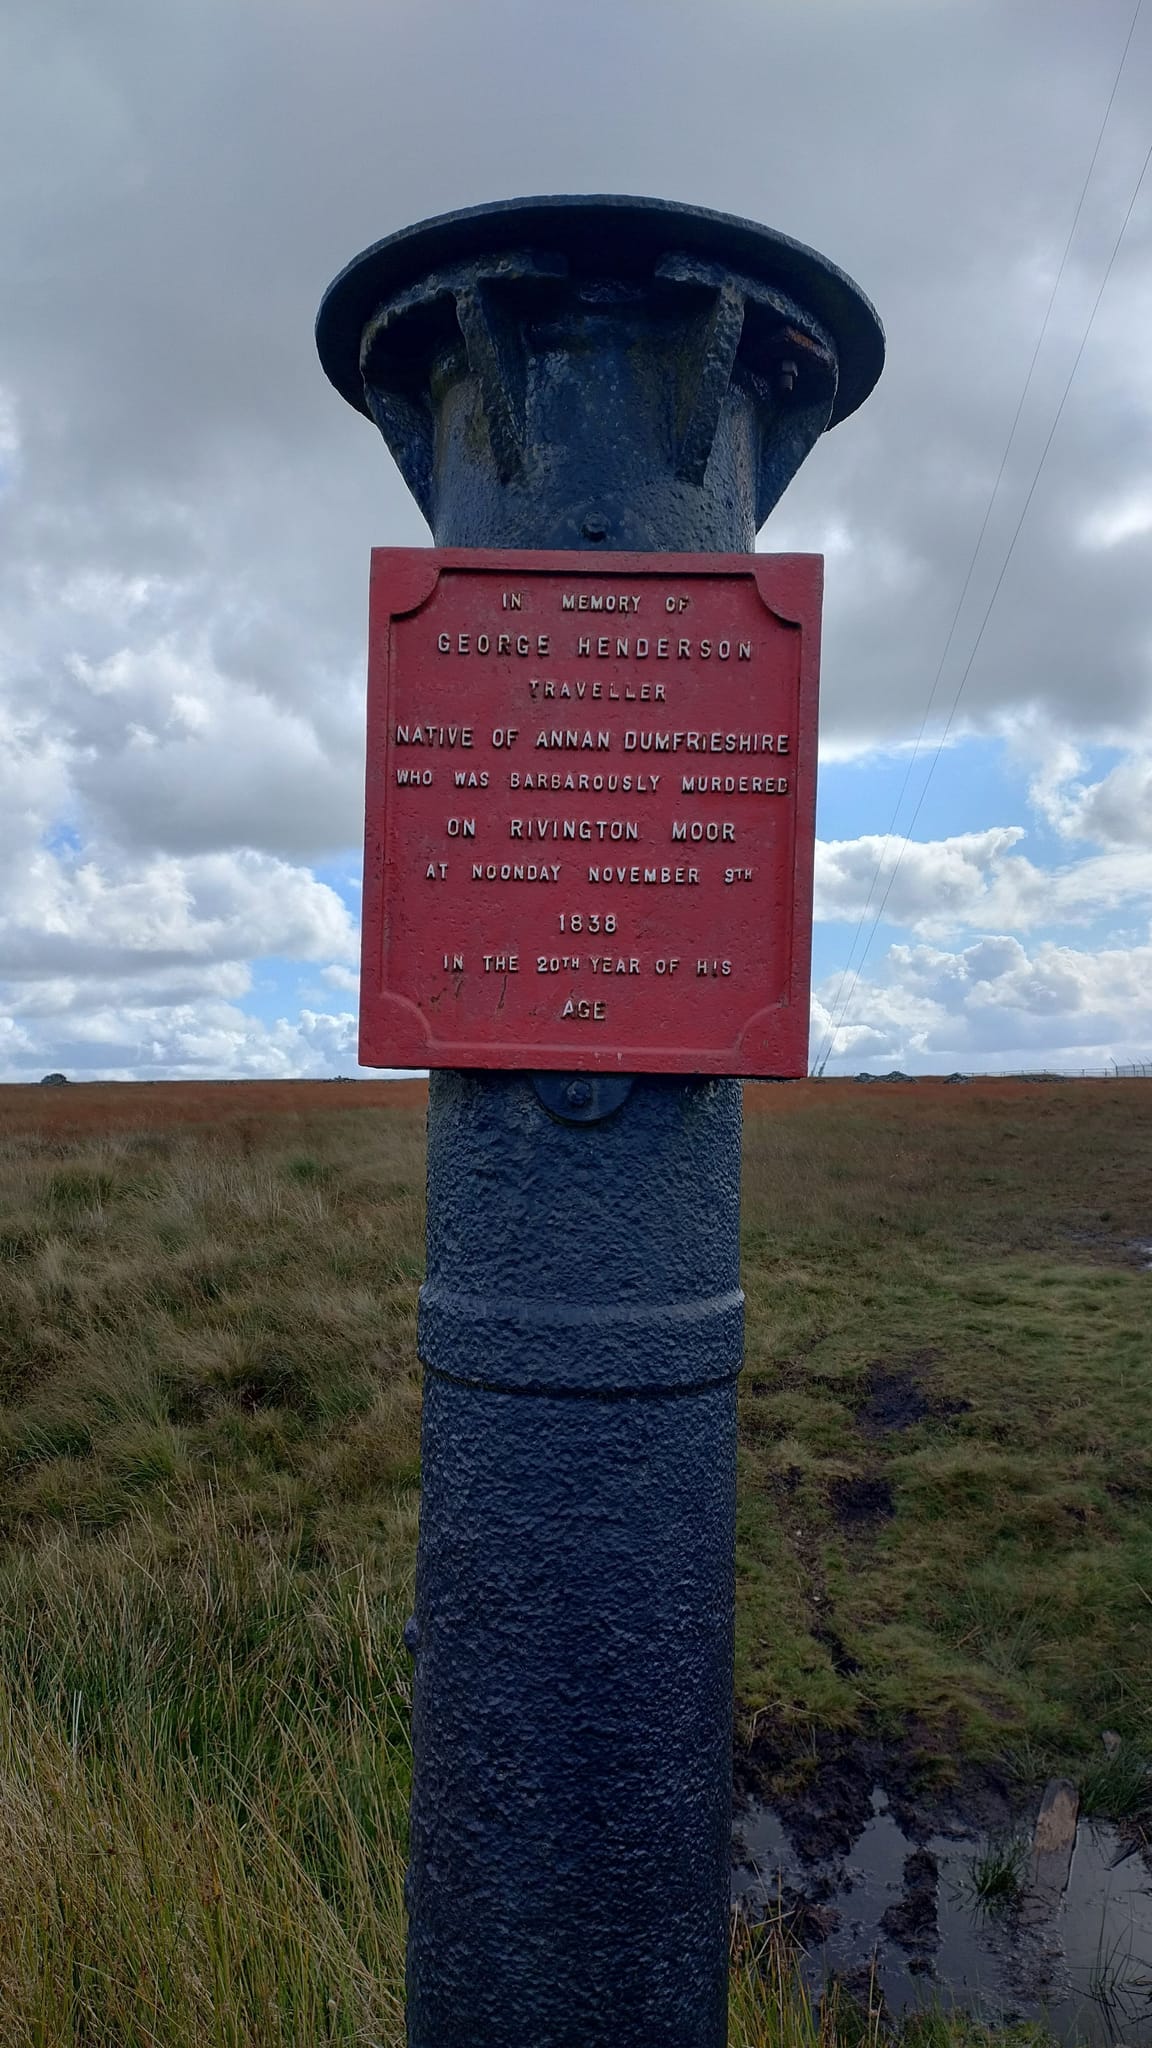 IN MEMORY OF
GEORGE HENDERSON
TRAVELLER
NATIVE OF ANNAN DUMFRIESHIRE
WHO WAS BARBAROUSLY MURDERED
ON RIVINGTON MOOR
AT NOONDAY NOVEMBER 9TH
1838
IN THE 20TH YEAR OF HIS
AGE